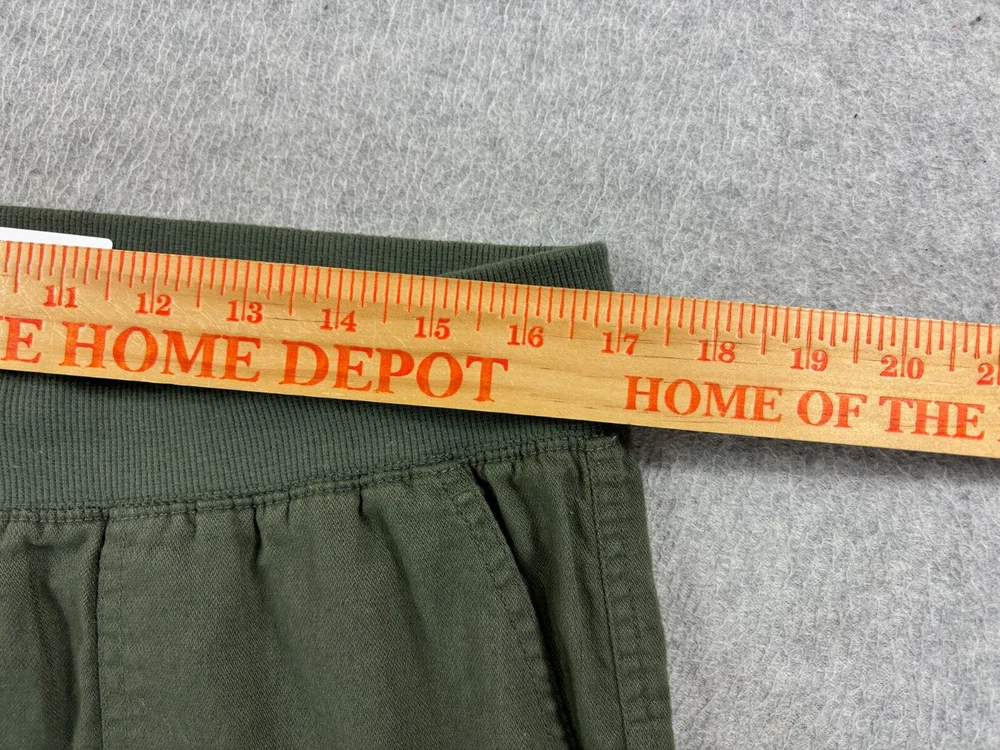 11 12 13 14 15 16 17 18 19 20
HOME DEPOT HOME OF THE